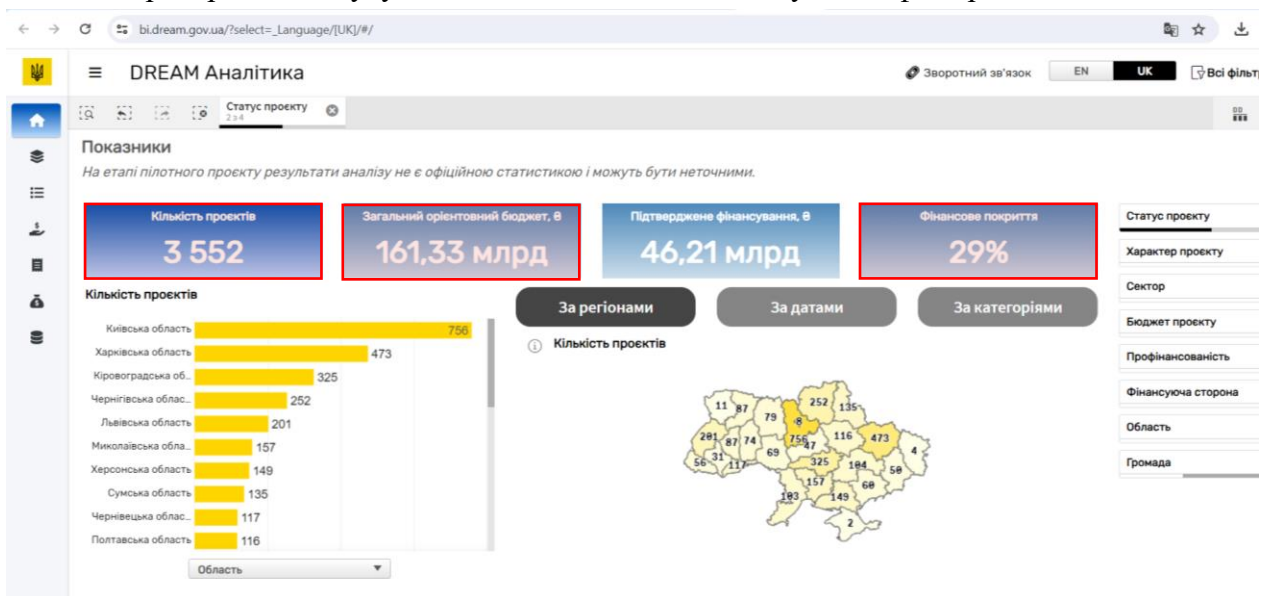 bi.dream.gov.ua/?select=_Language/[UK]/#/
DREAM Аналітика
Зворотний зв'язок
EN
UK
Всі фільт
Статус проєкту
2 з 4
Показники
На етапі пілотного проєкту результати аналізу не є офіційною статистикою і можуть бути неточними.
Кількість проєктів
3 552
Загальний орієнтовний бюджет, ₴
161,33 млрд
Підтверджене фінансування, ₴
46,21 млрд
Фінансове покриття
29%
Статус проєкту
Характер проєкту
Сектор
Бюджет проєкту
Профінансованість
Фінансуюча сторона
Область
Громада
Кількість проєктів
Київська область 756
Харківська область 473
Кіровоградська об... 325
Чернігівська облас... 252
Львівська область 201
Миколаївська обла... 157
Херсонська область 149
Сумська область 135
Чернівецька облас... 117
Полтавська область 116
Область
За регіонами
За датами
За категоріями
Кількість проєктів
11 87 79 8 252 135
201 87 74 756 47 116 473 4
56 31 117 69 325 104 50
157 60
103 149
2